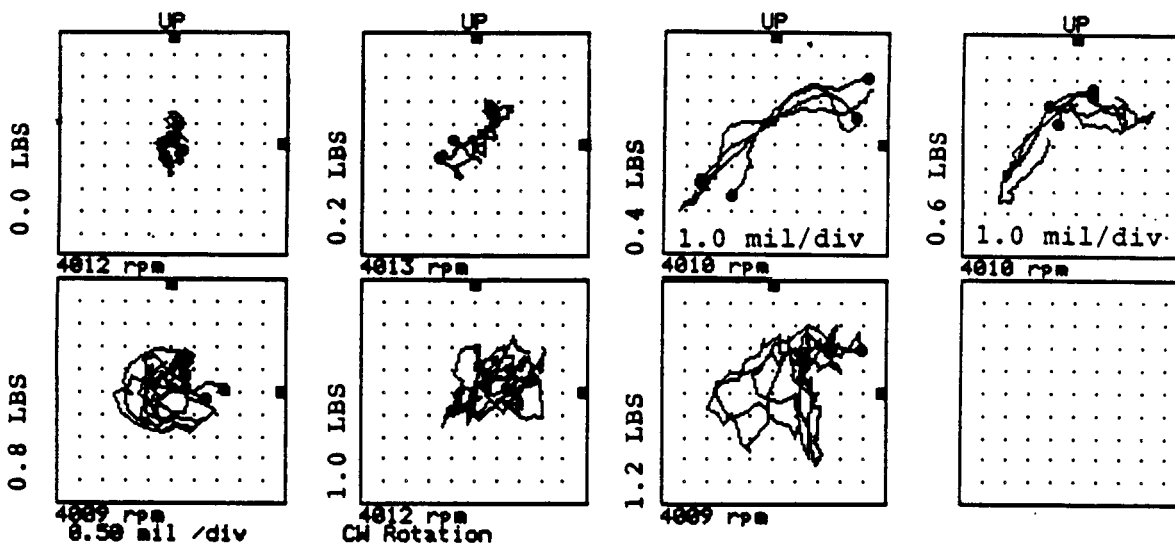 UP
UP
UP
UP
0.0 LBS
0.2 LBS
0.4 LBS
0.6 LBS
1.0 mil/div
1.0 mil/div
4012 rpm
4013 rpm
4010 rpm
4010 rpm
0.8 LBS
1.0 LBS
1.2 LBS
4009 rpm
4012 rpm
4009 rpm
0.50 mil /div
CW Rotation